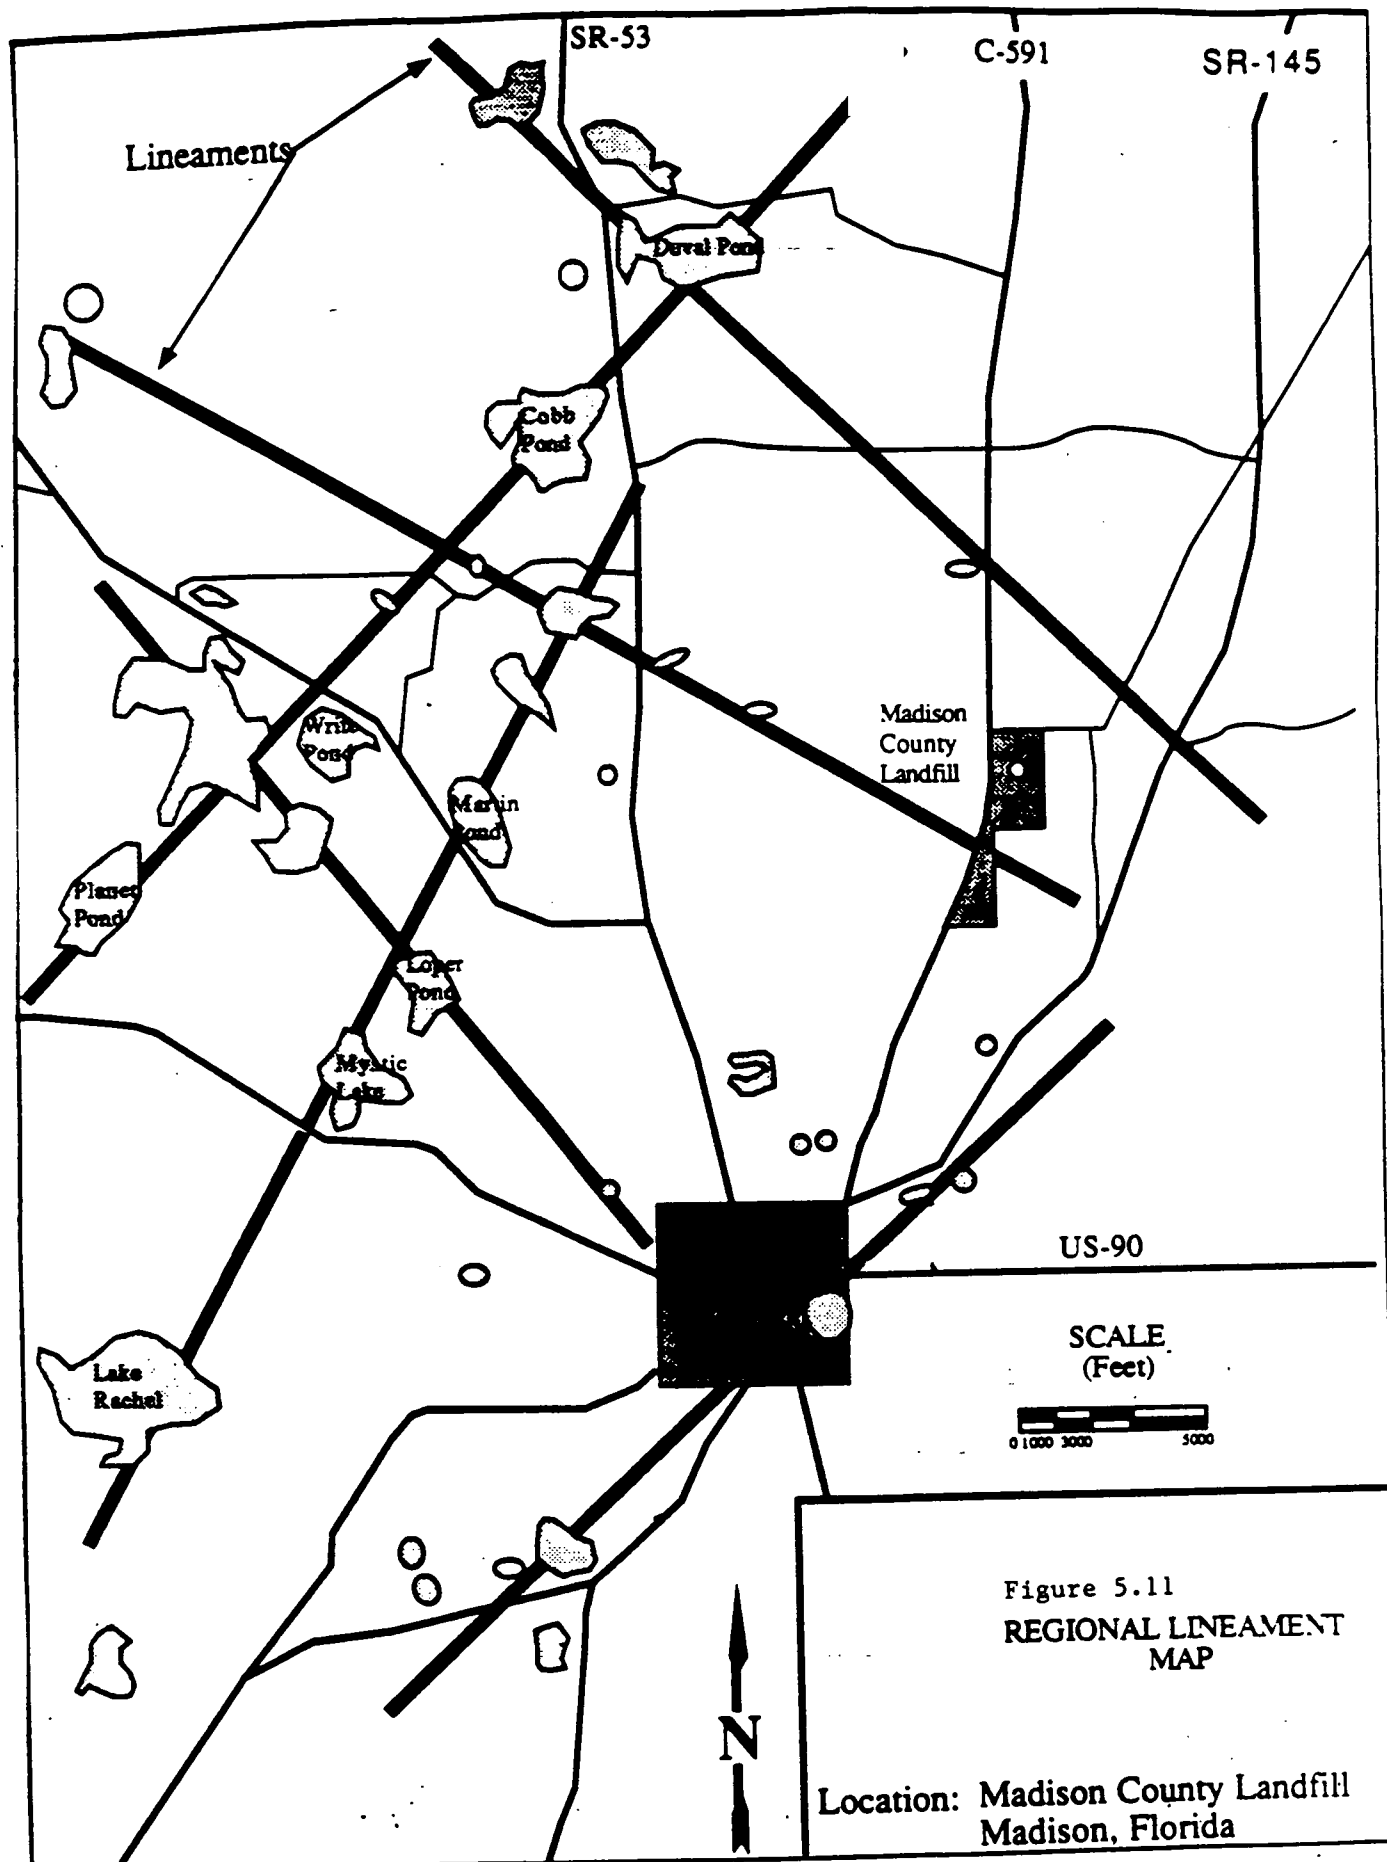 SR-53
C-591
SR-145
Lineaments
Duval Pond
Cobb
Pond
Write
Pond
Madison
County
Landfill
Martin
Pond
Planet
Pond
Loper
Pond
Mystic
Lake
US-90
SCALE
(Feet)
0 1000 3000 5000
Lake
Rachel
Figure 5.11
REGIONAL LINEAMENT
MAP
N
Location: Madison County Landfill
Madison, Florida